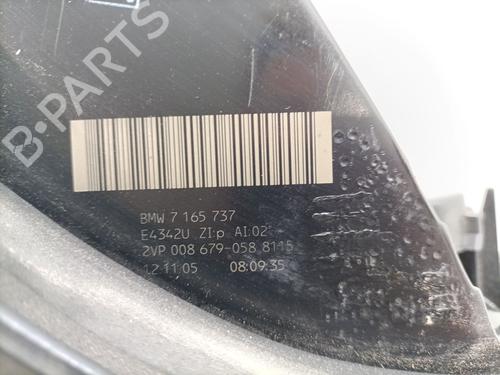 B-PARTS
BMW 7 165 737
E4342U ZI:p AI:02
2VP 008 679-058 8115
12 11 05 08:09:35